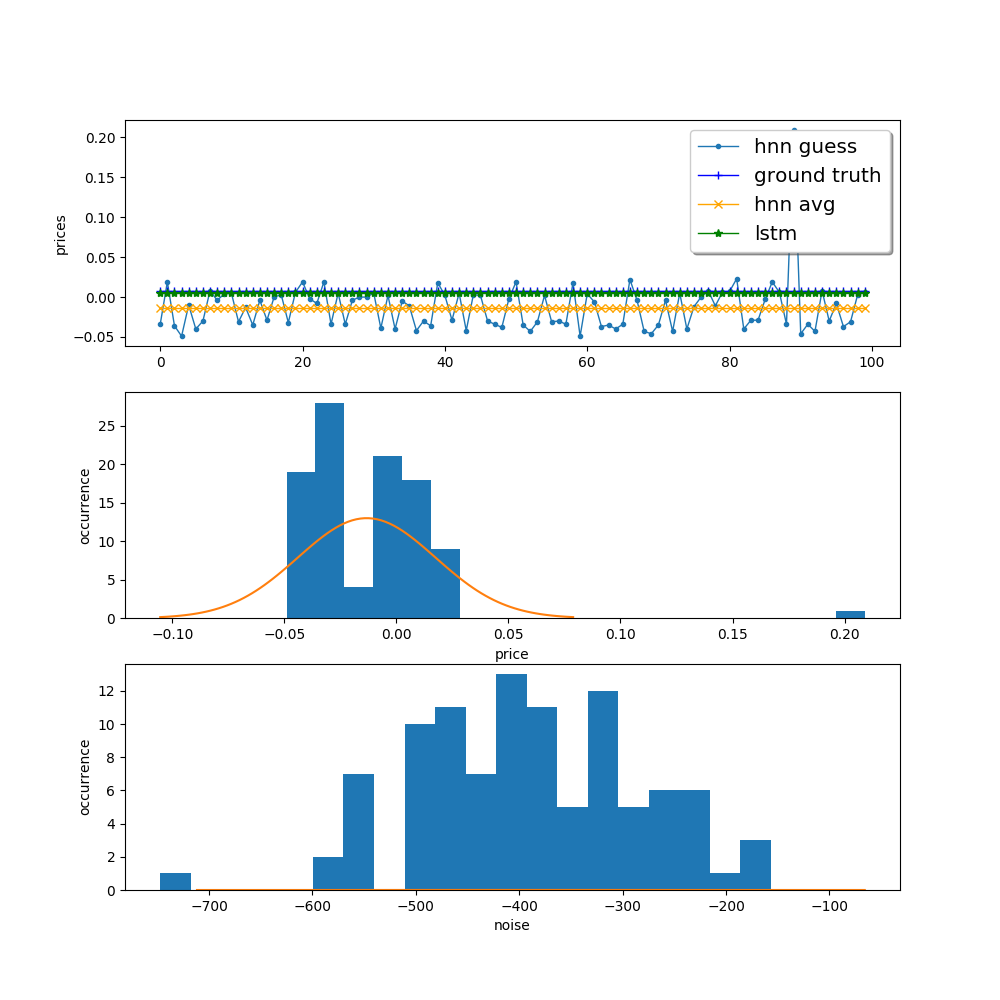 0.20
0.15
0.10
0.05
0.00
−0.05
prices
hnn guess
ground truth
hnn avg
lstm
0 20 40 60 80 100
25
20
15
10
5
0
occurrence
−0.10 −0.05 0.00 0.05 0.10 0.15 0.20
price
12
10
8
6
4
2
0
occurrence
−700 −600 −500 −400 −300 −200 −100
noise